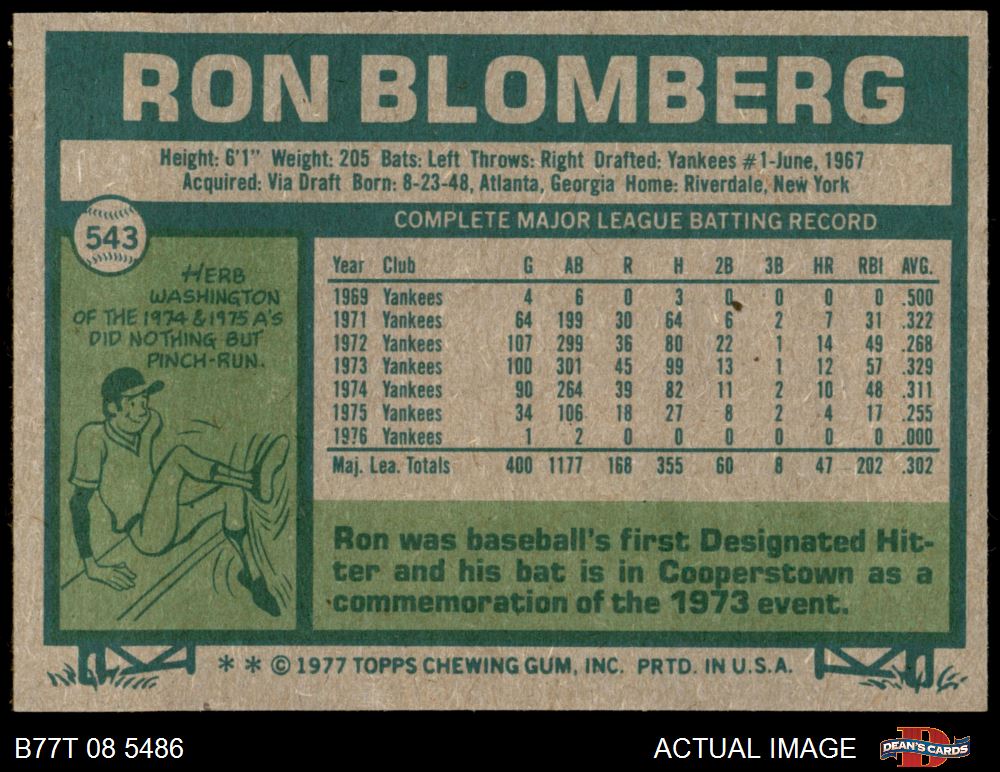 RON BLOMBERG
Height: 6'1" Weight: 205 Bats: Left Throws: Right Drafted: Yankees #1-June, 1967
Acquired: Via Draft Born: 8-23-48, Atlanta, Georgia Home: Riverdale, New York
543
HERB
WASHINGTON
OF THE 1974 & 1975 A'S
DID NOTHING BUT
PINCH-RUN.
COMPLETE MAJOR LEAGUE BATTING RECORD
Year Club G AB R H 2B 3B HR RBI AVG.
1969 Yankees 4 6 0 3 0 0 0 0 .500
1971 Yankees 64 199 30 64 6 2 7 31 .322
1972 Yankees 107 299 36 80 22 1 14 49 .268
1973 Yankees 100 301 45 99 13 1 12 57 .329
1974 Yankees 90 264 39 82 11 2 10 48 .311
1975 Yankees 34 106 18 27 8 2 4 17 .255
1976 Yankees 1 2 0 0 0 0 0 0 .000
Maj. Lea. Totals 400 1177 168 355 60 8 47 202 .302
Ron was baseball's first Designated Hit-
ter and his bat is in Cooperstown as a
commemoration of the 1973 event.
* * © 1977 TOPPS CHEWING GUM, INC. PRTD. IN U.S.A.
B77T 08 5486
ACTUAL IMAGE
D
DEAN'S CARDS